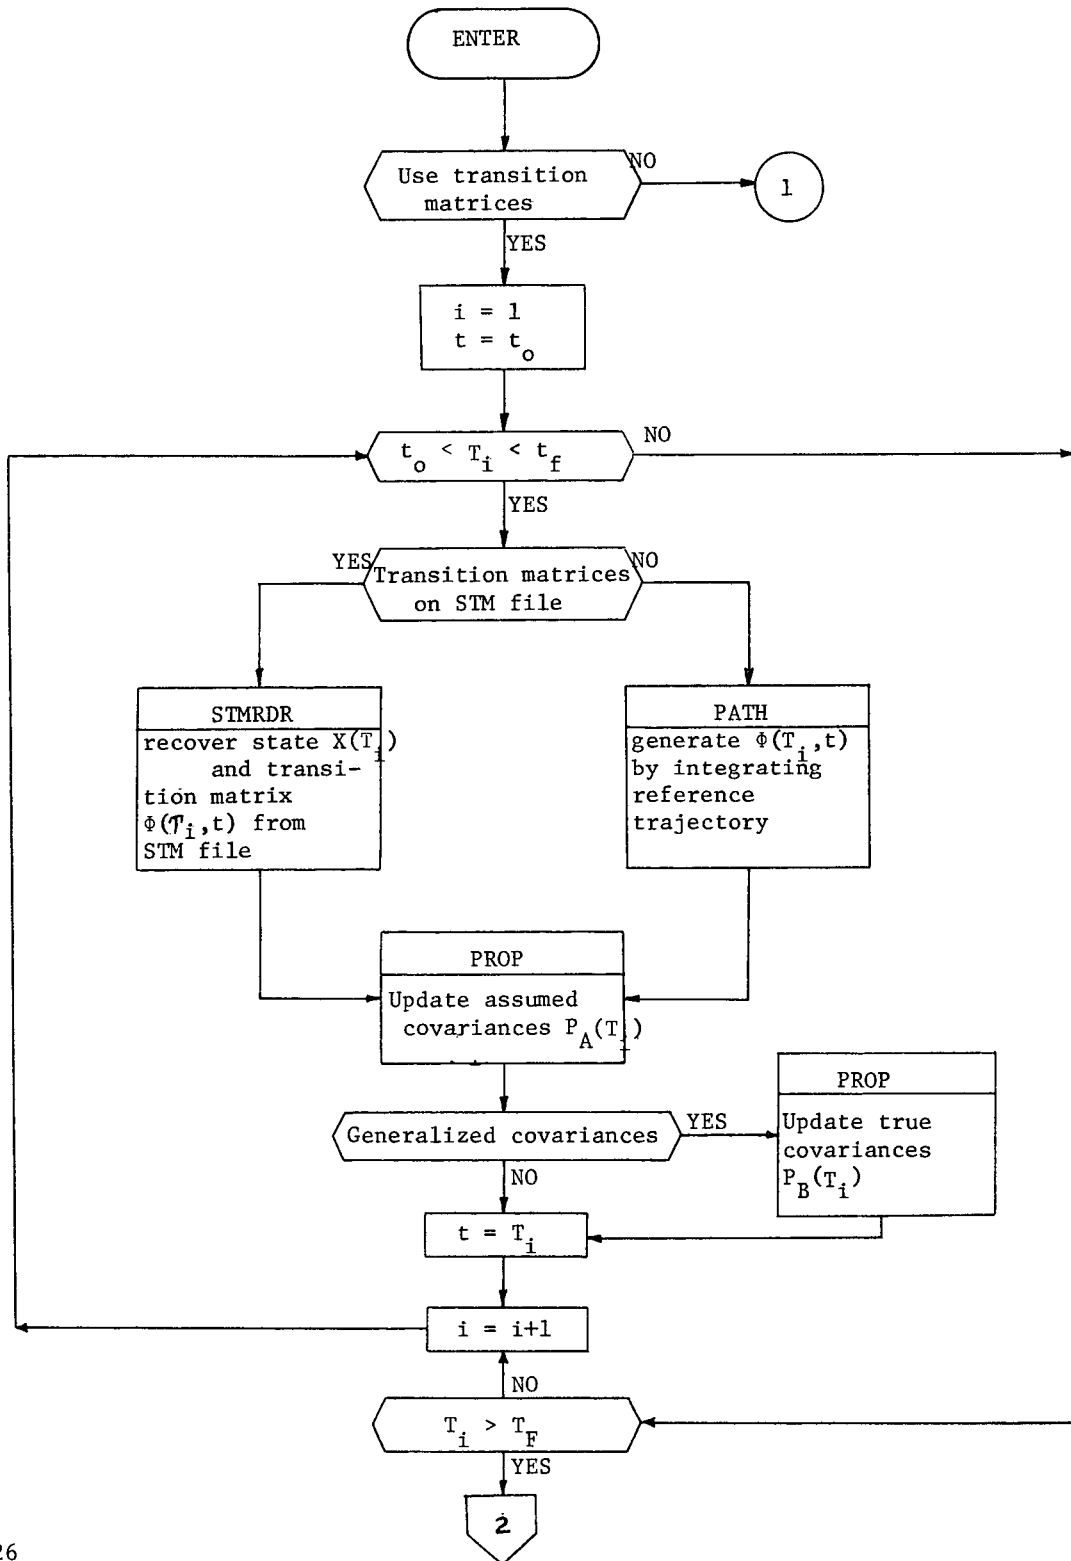 ENTER
Use transition
matrices
NO
1
YES
i = 1
t = t_o
t_o < T_i < t_f
NO
YES
YES
Transition matrices
on STM file
NO
STMRDR
recover state X(T_i)
and transi-
tion matrix
Φ(T_i,t) from
STM file
PATH
generate Φ(T_i,t)
by integrating
reference
trajectory
PROP
Update assumed
covariances P_A(T_i)
Generalized covariances
YES
PROP
Update true
covariances
P_B(T_i)
NO
t = T_i
i = i+1
NO
T_i > T_F
YES
2
26